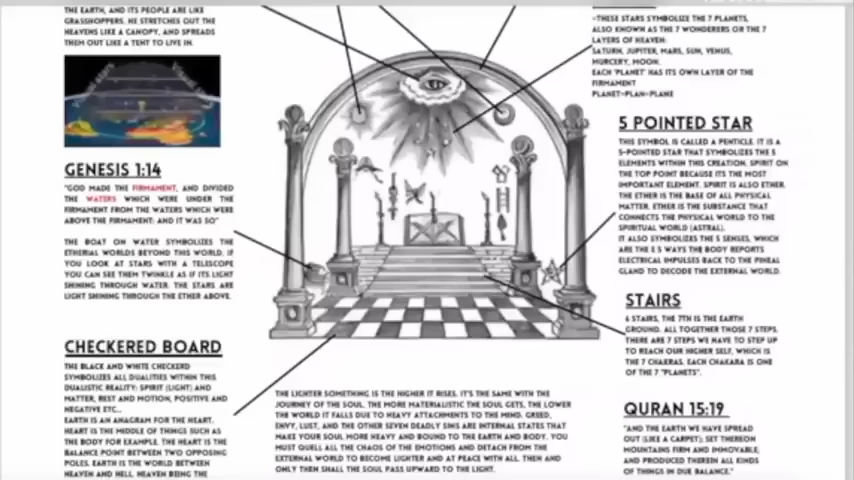 THE EARTH, AND ITS PEOPLE ARE LIKE
GRASSHOPPERS. HE STRETCHES OUT THE
HEAVENS LIKE A CANOPY, AND SPREADS
THEM OUT LIKE A TENT TO LIVE IN.
GENESIS 1:14
"GOD MADE THE FIRMAMENT, AND DIVIDED
THE WATERS WHICH WERE UNDER THE
FIRMAMENT FROM THE WATERS WHICH WERE
ABOVE THE FIRMAMENT: AND IT WAS SO"
THE BOAT ON WATER SYMBOLIZES THE
ETHERIAL WORLDS BEYOND THIS WORLD. IF
YOU LOOK AT STARS WITH A TELESCOPE
YOU CAN SEE THEM TWINKLE AS IF ITS LIGHT
SHINING THROUGH WATER. THE STARS ARE
LIGHT SHINING THROUGH THE ETHER ABOVE.
CHECKERED BOARD
THE BLACK AND WHITE CHECKERD
SYMBOLIZES ALL DUALITIES WITHIN THIS
DUALISTIC REALITY: SPIRIT (LIGHT) AND
MATTER, REST AND MOTION, POSITIVE AND
NEGATIVE ETC...
EARTH IS AN ANAGRAM FOR THE HEART.
HEART IS THE MIDDLE OF THINGS SUCH AS
THE BODY FOR EXAMPLE. THE HEART IS THE
BALANCE POINT BETWEEN TWO OPPOSING
POLES. EARTH IS THE WORLD BETWEEN
HEAVEN AND HELL. HEAVEN BEING THE
THE LIGHTER SOMETHING IS THE HIGHER IT RISES. IT'S THE SAME WITH THE
JOURNEY OF THE SOUL. THE MORE MATERIALISTIC THE SOUL GETS, THE LOWER
THE WORLD IT FALLS DUE TO HEAVY ATTACHMENTS TO THE MIND. GREED,
ENVY, LUST, AND THE OTHER SEVEN DEADLY SINS ARE INTERNAL STATES THAT
MAKE YOUR SOUL MORE HEAVY AND BOUND TO THE EARTH AND BODY. YOU
MUST QUELL ALL THE CHAOS OF THE EMOTIONS AND DETACH FROM THE
EXTERNAL WORLD TO BECOME LIGHTER AND AT PEACE WITH ALL. THEN AND
ONLY THEN SHALL THE SOUL PASS UPWARD TO THE LIGHT.
=THESE STARS SYMBOLIZE THE 7 PLANETS,
ALSO KNOWN AS THE 7 WONDERERS OR THE 7
LAYERS OF HEAVEN:
SATURN, JUPITER, MARS, SUN, VENUS,
MURCERY, MOON.
EACH 'PLANET' HAS ITS OWN LAYER OF THE
FIRMAMENT
PLANET=PLAN=PLANE
5 POINTED STAR
THIS SYMBOL IS CALLED A PENTICLE. IT IS A
5-POINTED STAR THAT SYMBOLIZES THE 5
ELEMENTS WITHIN THIS CREATION. SPIRIT ON
THE TOP POINT BECAUSE ITS THE MOST
IMPORTANT ELEMENT. SPIRIT IS ALSO ETHER.
THE ETHER IS THE BASE OF ALL PHYSICAL
MATTER. ETHER IS THE SUBSTANCE THAT
CONNECTS THE PHYSICAL WORLD TO THE
SPIRITUAL WORLD (ASTRAL).
IT ALSO SYMBOLIZES THE 5 SENSES, WHICH
ARE THE 5 WAYS THE BODY REPORTS
ELECTRICAL IMPULSES BACK TO THE PINEAL
GLAND TO DECODE THE EXTERNAL WORLD.
STAIRS
6 STAIRS, THE 7TH IS THE EARTH
GROUND. ALL TOGETHER THOSE 7 STEPS,
THERE ARE 7 STEPS WE HAVE TO STEP UP
TO REACH OUR HIGHER SELF, WHICH IS
THE 7 CHAKRAS. EACH CHAKARA IS ONE
OF THE 7 "PLANETS".
QURAN 15:19
"AND THE EARTH WE HAVE SPREAD
OUT (LIKE A CARPET); SET THEREON
MOUNTAINS FIRM AND IMMOVABLE;
AND PRODUCED THEREIN ALL KINDS
OF THINGS IN DUE BALANCE."